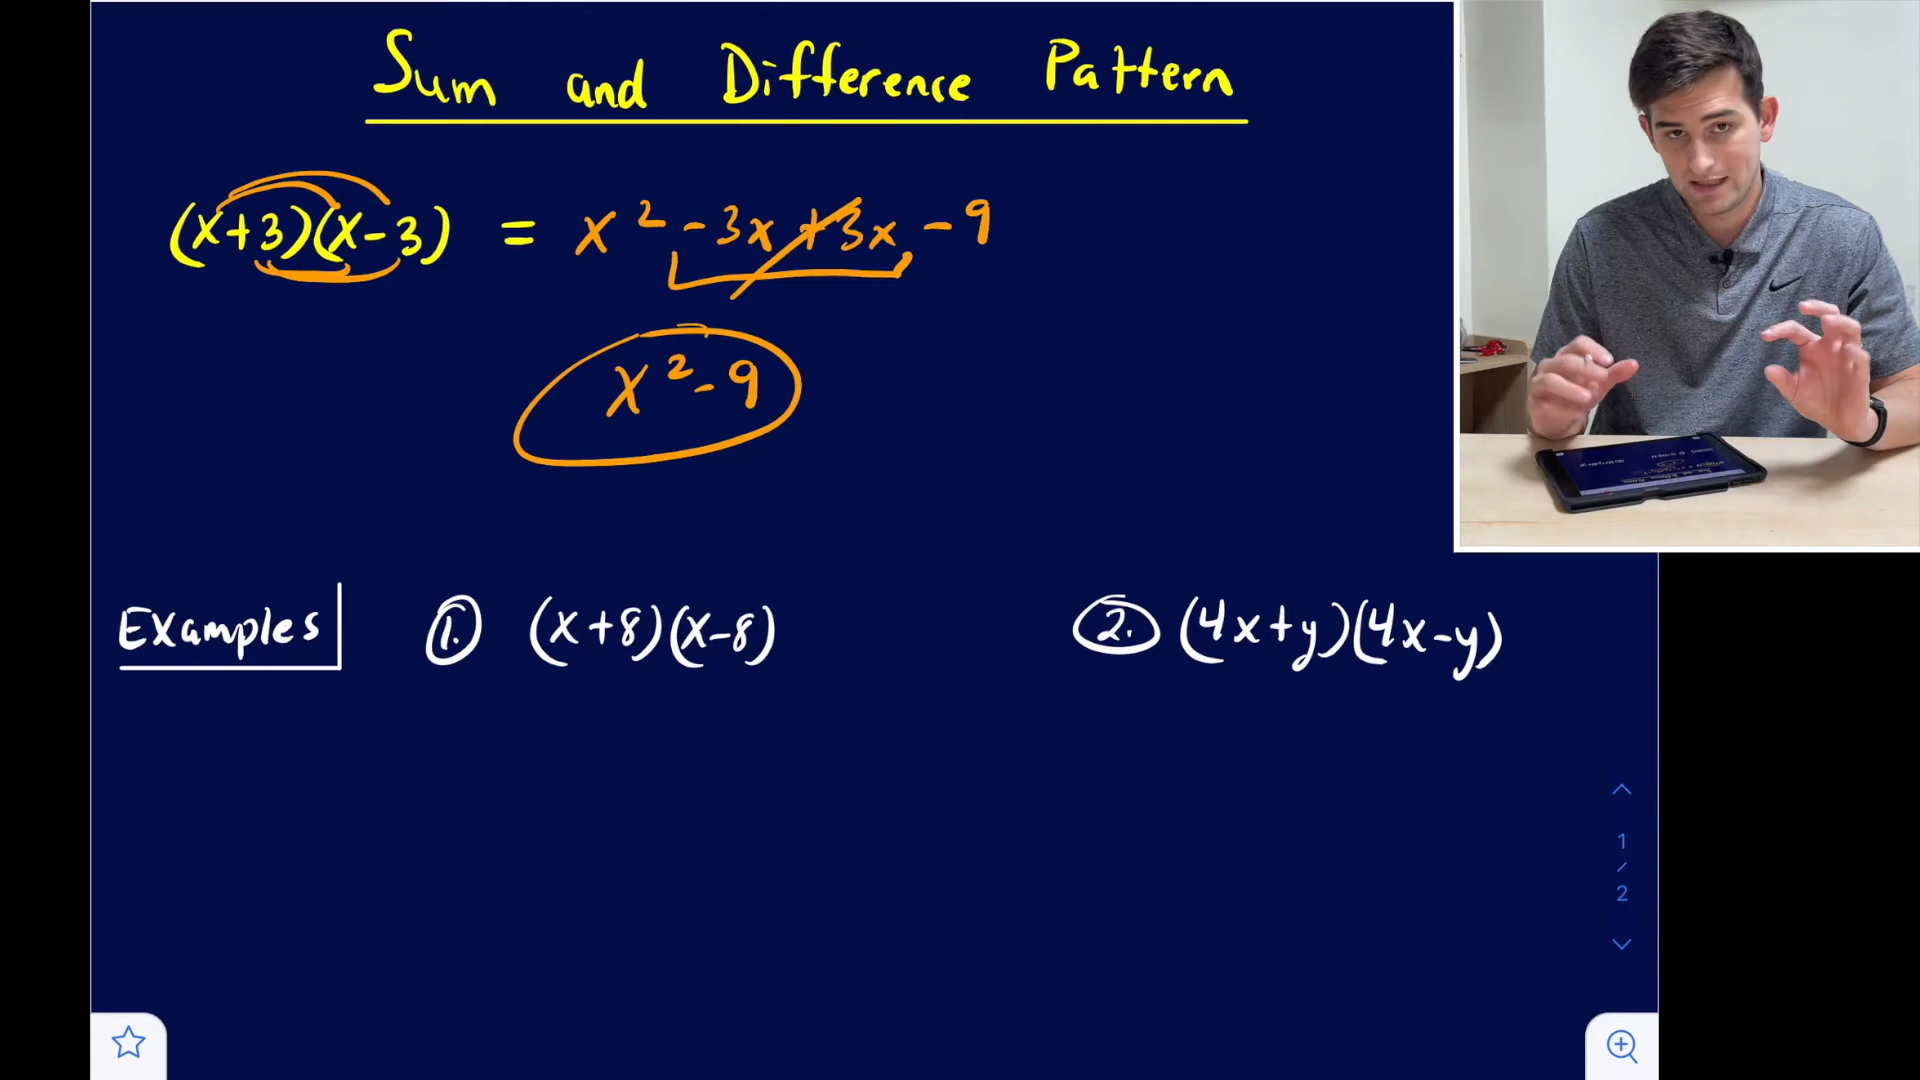 Sum and Difference Pattern
(x+3)(x-3) = x² -3x +3x -9
x² - 9
Examples 1. (x+8)(x-8) 2. (4x+y)(4x-y)
1
/
2